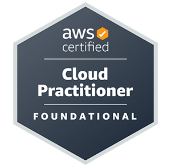 aws
certified
Cloud
Practitioner
FOUNDATIONAL